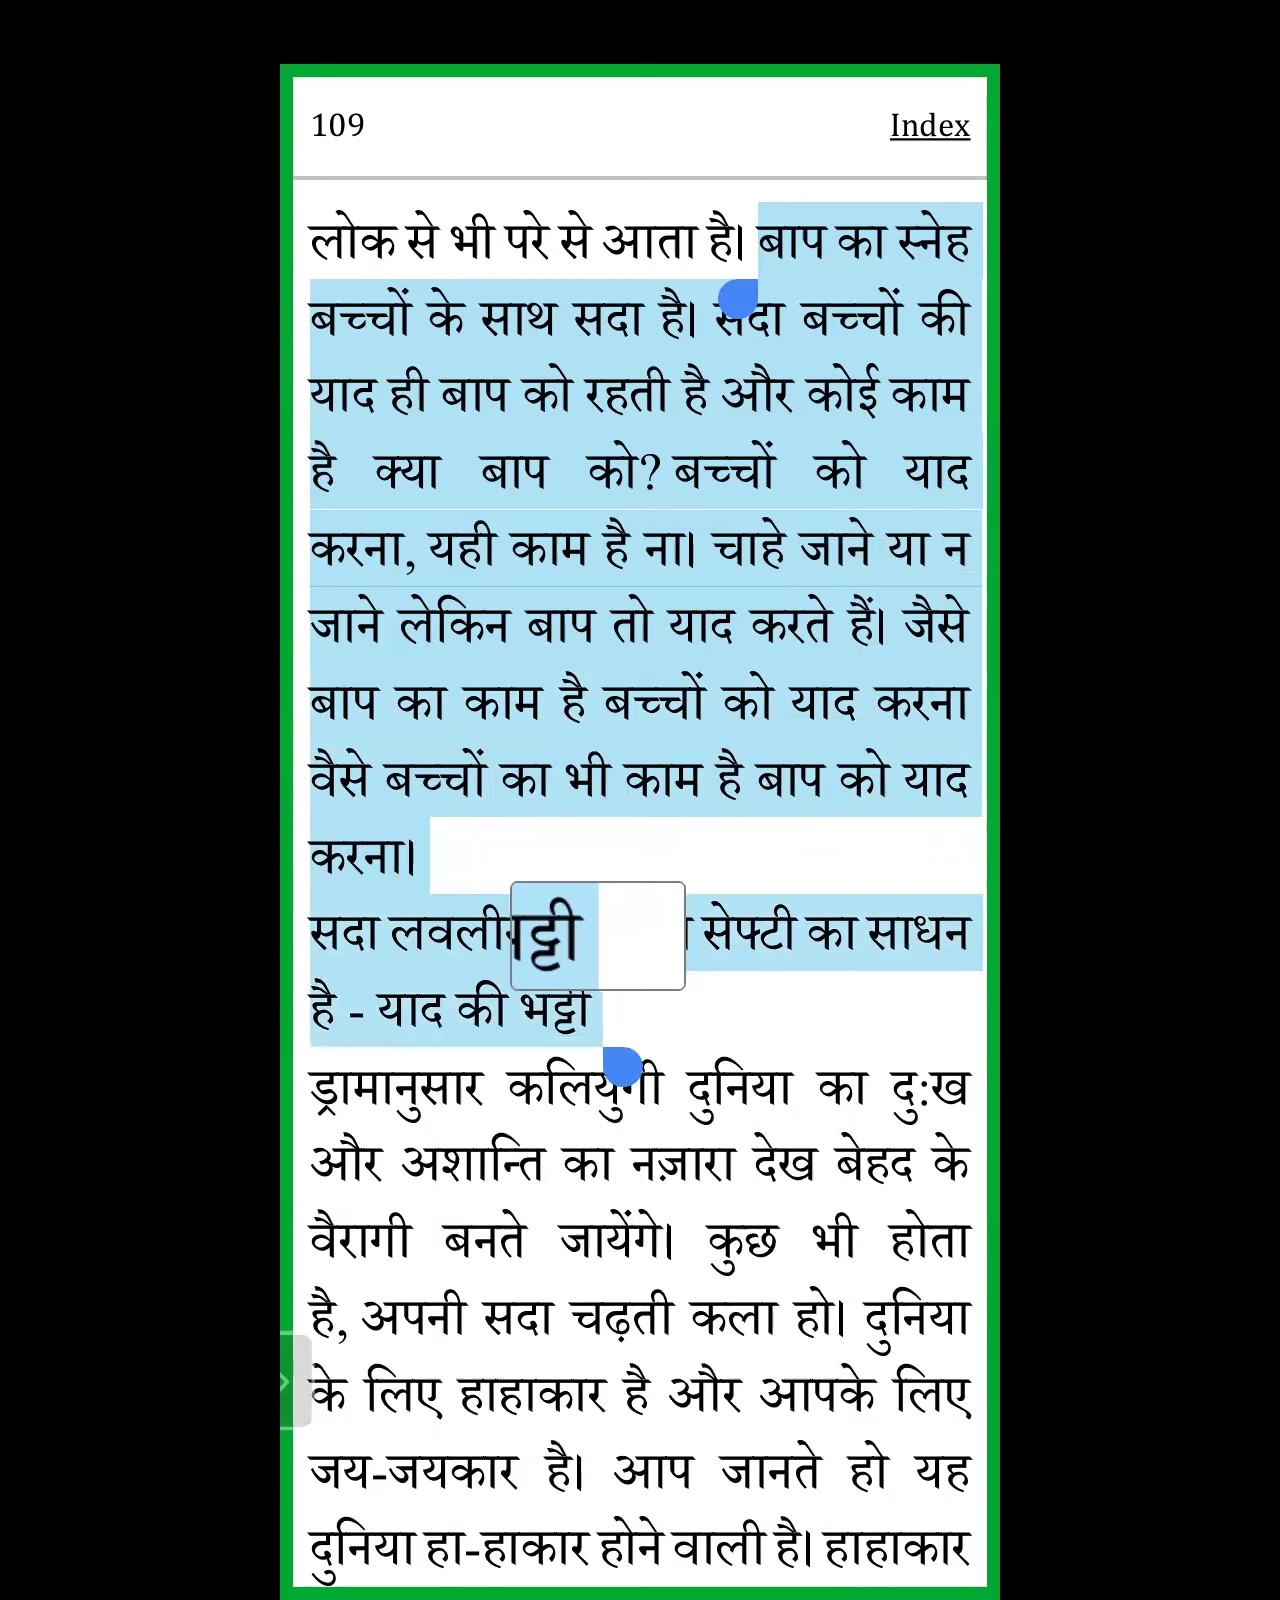 109 Index
लोक से भी परे से आता है। बाप का स्नेह
बच्चों के साथ सदा है। सदा बच्चों की
याद ही बाप को रहती है और कोई काम
है क्या बाप को? बच्चों को याद
करना, यही काम है ना। चाहे जाने या न
जाने लेकिन बाप तो याद करते हैं। जैसे
बाप का काम है बच्चों को याद करना
वैसे बच्चों का भी काम है बाप को याद
करना।
सदा लवलीन सेफ्टी का साधन
है - याद की भट्टी
ड्रामानुसार कलियुगी दुनिया का दु:ख
और अशान्ति का नज़ारा देख बेहद के
वैरागी बनते जायेंगे। कुछ भी होता
है, अपनी सदा चढ़ती कला हो। दुनिया
के लिए हाहाकार है और आपके लिए
जय-जयकार है। आप जानते हो यह
दुनिया हा-हाकार होने वाली है। हाहाकार